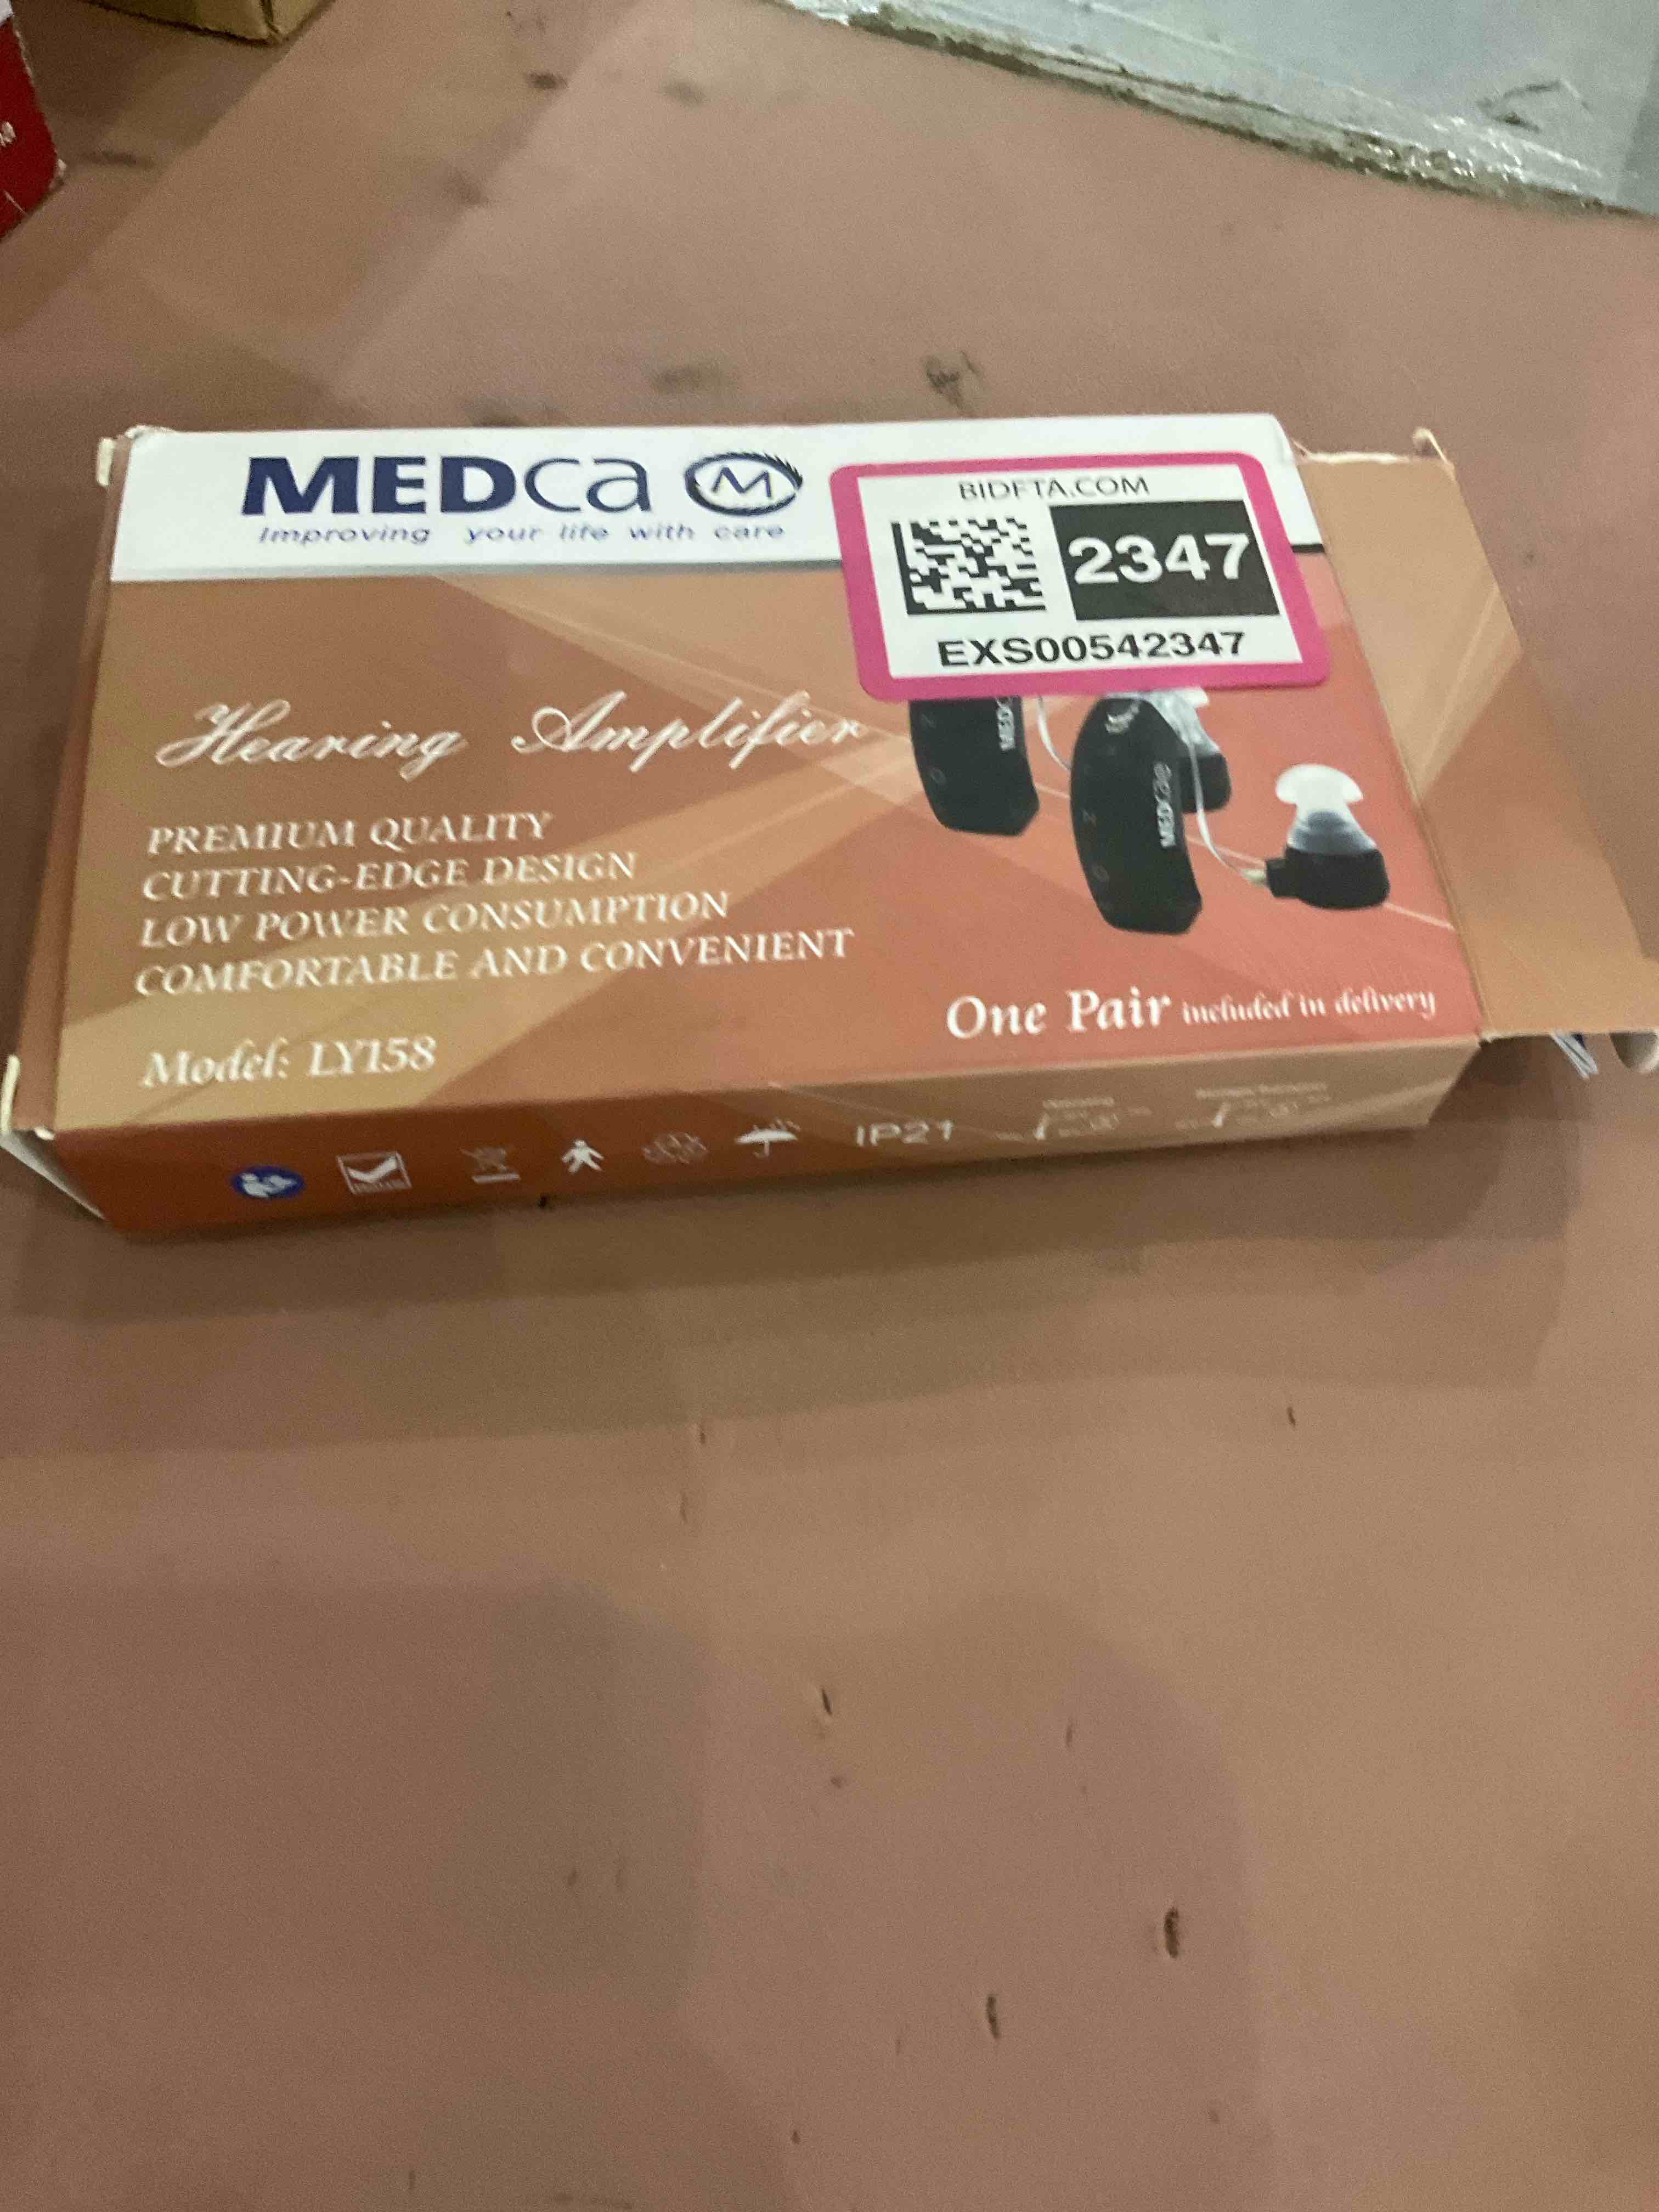 MEDca M
Improving your life with care
BIDFTA.COM
2347
EXS00542347
Hearing Amplifier
PREMIUM QUALITY
CUTTING-EDGE DESIGN
LOW POWER CONSUMPTION
COMFORTABLE AND CONVENIENT
MEDca
One Pair included in delivery
Model: LY158
IP21